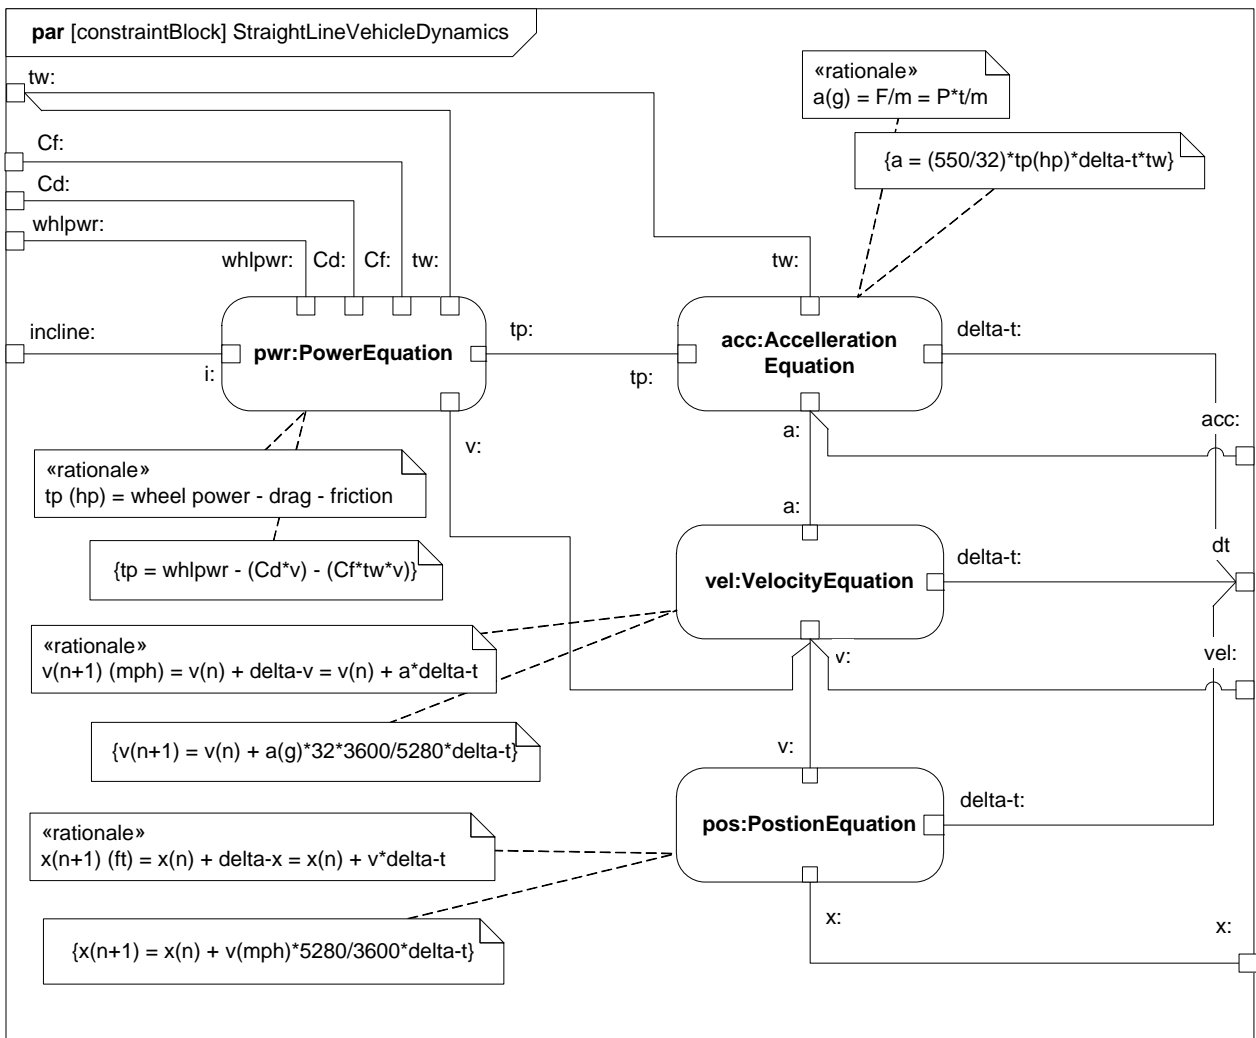 par [constraintBlock] StraightLineVehicleDynamics
tw:
«rationale»
a(g) = F/m = P*t/m
Cf:
{a = (550/32)*tp(hp)*delta-t*tw}
Cd:
whlpwr:
whlpwr: Cd: Cf: tw:
tw:
incline:
tp:
delta-t:
pwr:PowerEquation
acc:Accelleration
Equation
i:
tp:
acc:
a:
v:
«rationale»
tp (hp) = wheel power - drag - friction
a:
dt
{tp = whlpwr - (Cd*v) - (Cf*tw*v)}
vel:VelocityEquation
delta-t:
«rationale»
v(n+1) (mph) = v(n) + delta-v = v(n) + a*delta-t
v:
vel:
{v(n+1) = v(n) + a(g)*32*3600/5280*delta-t}
v:
delta-t:
«rationale»
x(n+1) (ft) = x(n) + delta-x = x(n) + v*delta-t
pos:PostionEquation
x:
x:
{x(n+1) = x(n) + v(mph)*5280/3600*delta-t}